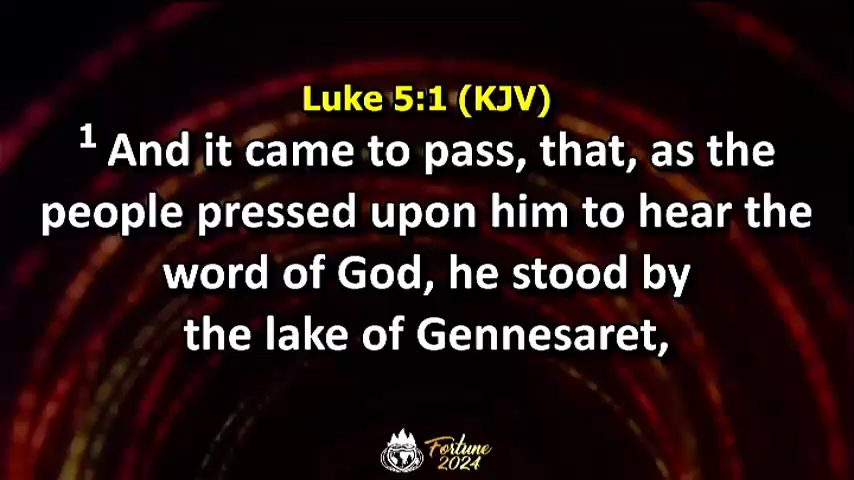 Luke 5:1 (KJV)
1 And it came to pass, that, as the
people pressed upon him to hear the
word of God, he stood by
the lake of Gennesaret,
Fortune
2024